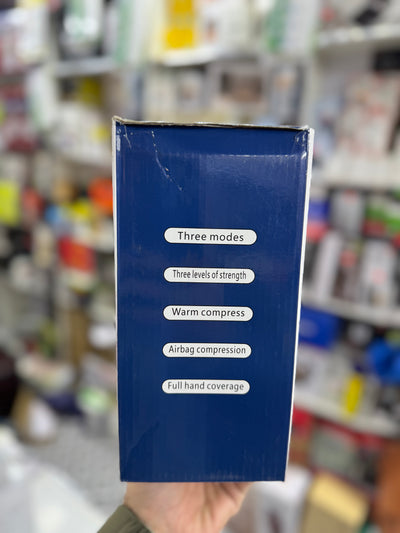 Three modes
Three levels of strength
Warm compress
Airbag compression
Full hand coverage